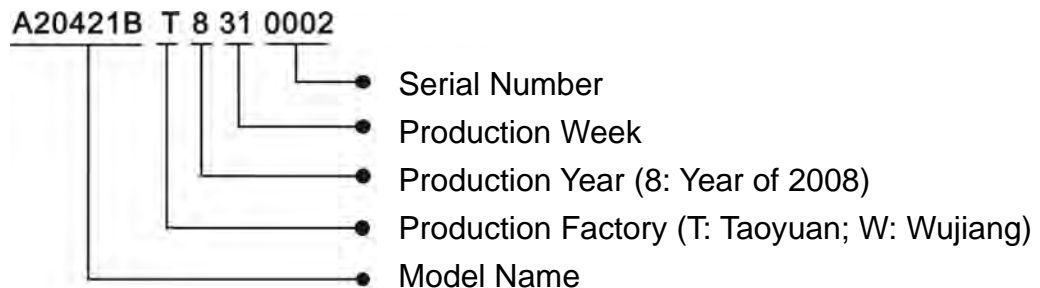 A20421B T 8 31 0002
Serial Number
Production Week
Production Year (8: Year of 2008)
Production Factory (T: Taoyuan; W: Wujiang)
Model Name